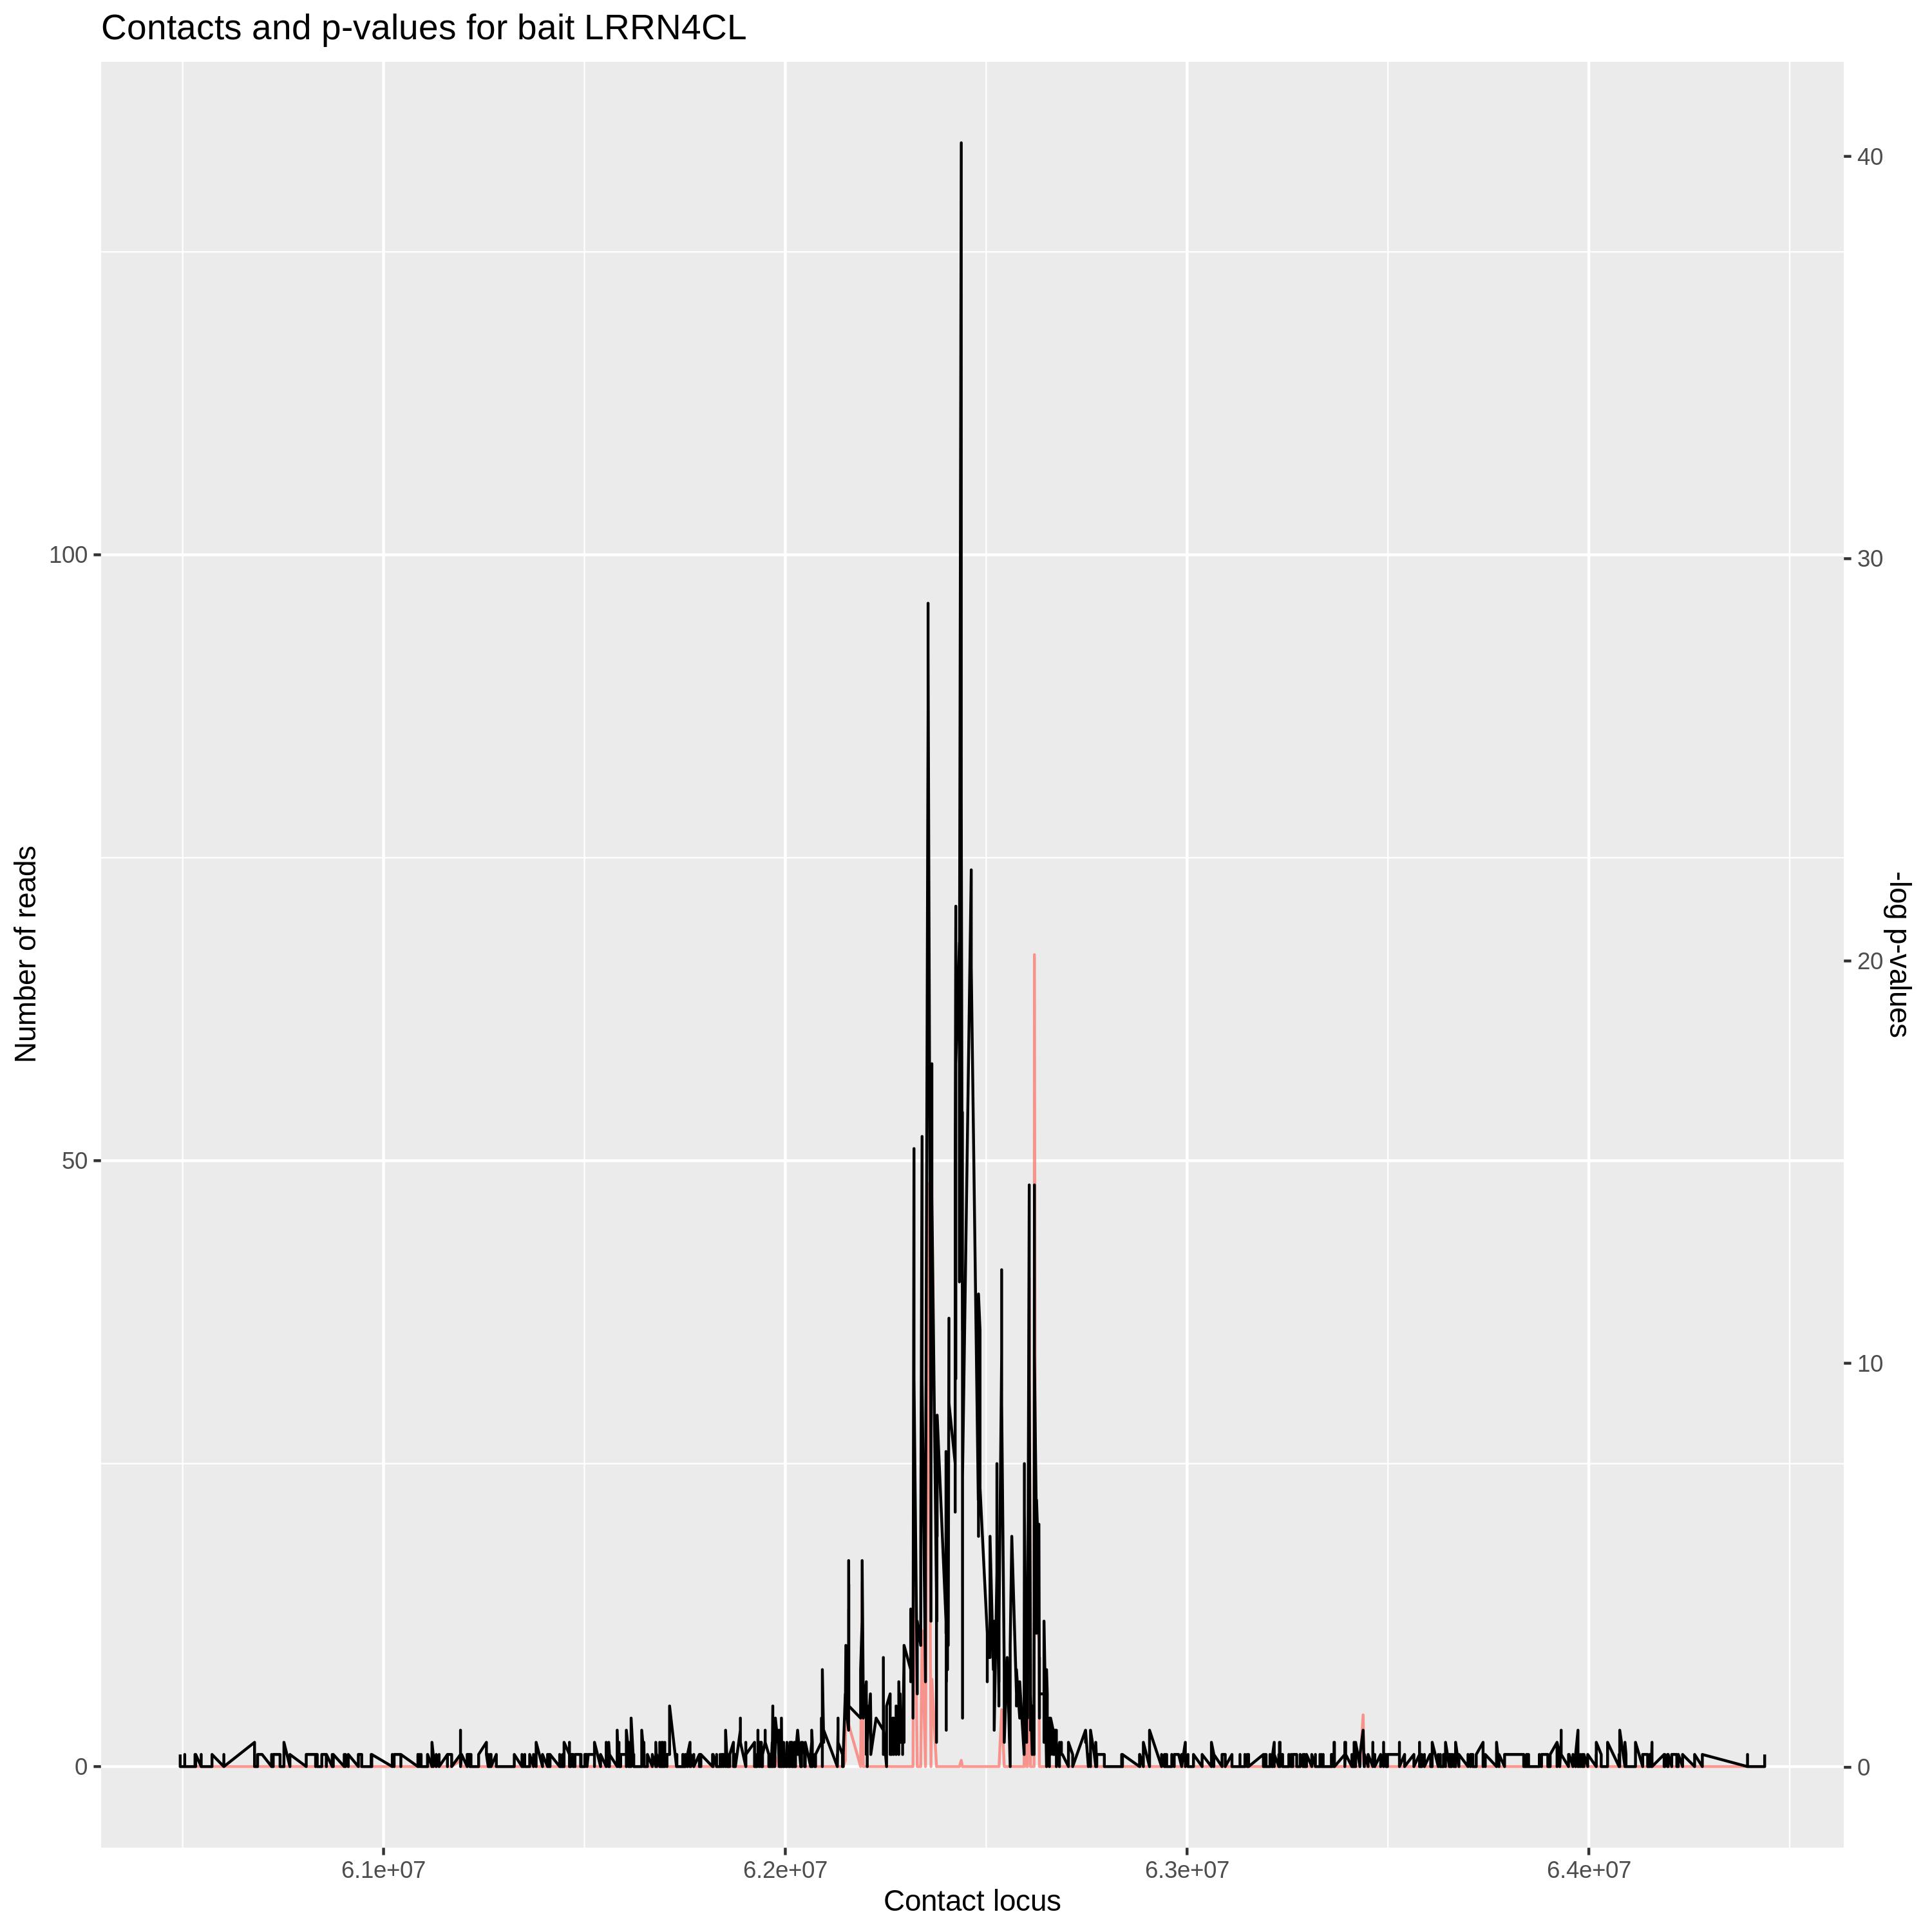 Contacts and p-values for bait LRRN4CL
40
100
30
Number of reads
-log p-values
20
50
10
0
0
6.1e+07
6.2e+07
6.3e+07
6.4e+07
Contact locus